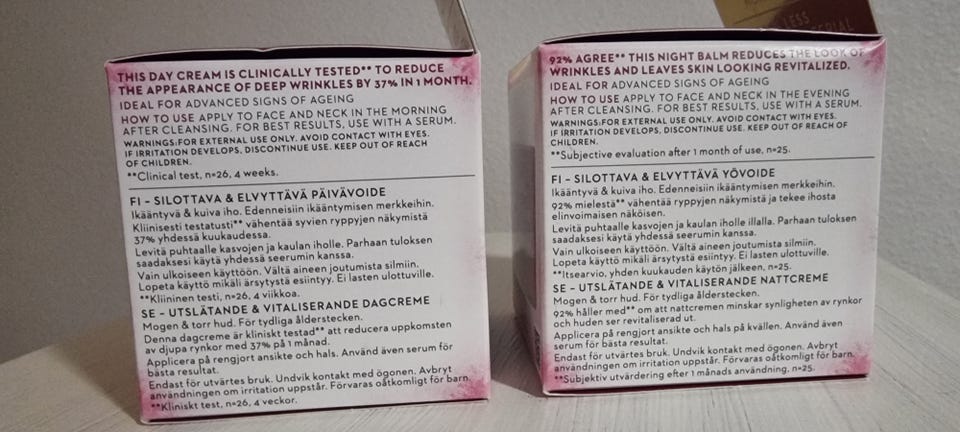 THIS DAY CREAM IS CLINICALLY TESTED** TO REDUCE
THE APPEARANCE OF DEEP WRINKLES BY 37% IN 1 MONTH.
IDEAL FOR ADVANCED SIGNS OF AGEING
HOW TO USE APPLY TO FACE AND NECK IN THE MORNING
AFTER CLEANSING. FOR BEST RESULTS, USE WITH A SERUM.
WARNINGS:FOR EXTERNAL USE ONLY. AVOID CONTACT WITH EYES.
IF IRRITATION DEVELOPS, DISCONTINUE USE. KEEP OUT OF REACH
OF CHILDREN.
**Clinical test, n=26, 4 weeks.
FI – SILOTTAVA & ELVYTTÄVÄ PÄIVÄVOIDE
Ikääntyvä & kuiva iho. Edenneisiin ikääntymisen merkkeihin.
Kliinisesti testatusti** vähentää syvien ryppyjen näkymistä
37% yhdessä kuukaudessa.
Levitä puhtaalle kasvojen ja kaulan iholle. Parhaan tuloksen
saadaksesi käytä yhdessä seerumin kanssa.
Vain ulkoiseen käyttöön. Vältä aineen joutumista silmiin.
Lopeta käyttö mikäli ärsytystä esiintyy. Ei lasten ulottuville.
**Kliininen testi, n=26, 4 viikkoa.
SE – UTSLÄTANDE & VITALISERANDE DAGCREME
Mogen & torr hud. För tydliga ålderstecken.
Denna dagcreme är kliniskt testad** att reducera uppkomsten
av djupa rynkor med 37% på 1 månad.
Applicera på rengjort ansikte och hals. Använd även serum för
bästa resultat.
Endast för utvärtes bruk. Undvik kontakt med ögonen. Avbryt
användningen om irritation uppstår. Förvaras oåtkomligt för barn.
**Kliniskt test, n=26, 4 veckor.
LESS
92% AGREE** THIS NIGHT BALM REDUCES THE LOOK OF
WRINKLES AND LEAVES SKIN LOOKING REVITALIZED.
IDEAL FOR ADVANCED SIGNS OF AGEING
HOW TO USE APPLY TO FACE AND NECK IN THE EVENING
AFTER CLEANSING. FOR BEST RESULTS, USE WITH A SERUM.
WARNINGS:FOR EXTERNAL USE ONLY. AVOID CONTACT WITH EYES.
IF IRRITATION DEVELOPS, DISCONTINUE USE. KEEP OUT OF REACH OF
CHILDREN.
**Subjective evaluation after 1 month of use, n=25.
FI – SILOTTAVA & ELVYTTÄVÄ YÖVOIDE
Ikääntyvä & kuiva iho. Edenneisiin ikääntymisen merkkeihin.
92% mielestä** vähentää ryppyjen näkymistä ja tekee ihosta
elinvoimaisen näköisen.
Levitä puhtaalle kasvojen ja kaulan iholle illalla. Parhaan tuloksen
saadaksesi käytä yhdessä seerumin kanssa.
Vain ulkoiseen käyttöön. Vältä aineen joutumista silmiin.
Lopeta käyttö mikäli ärsytystä esiintyy. Ei lasten ulottuville.
**Itsearvio, yhden kuukauden käytön jälkeen, n=25.
SE – UTSLÄTANDE & VITALISERANDE NATTCREME
Mogen & torr hud. För tydliga ålderstecken.
92% håller med** om att nattcremen minskar synligheten av rynkor
och huden ser revitaliserad ut.
Applicera på rengjort ansikte och hals på kvällen. Använd även
serum för bästa resultat.
Endast för utvärtes bruk. Undvik kontakt med ögonen. Avbryt
användningen om irritation uppstår. Förvaras oåtkomligt för barn.
**Subjektiv utvärdering efter 1 månads användning, n=25.